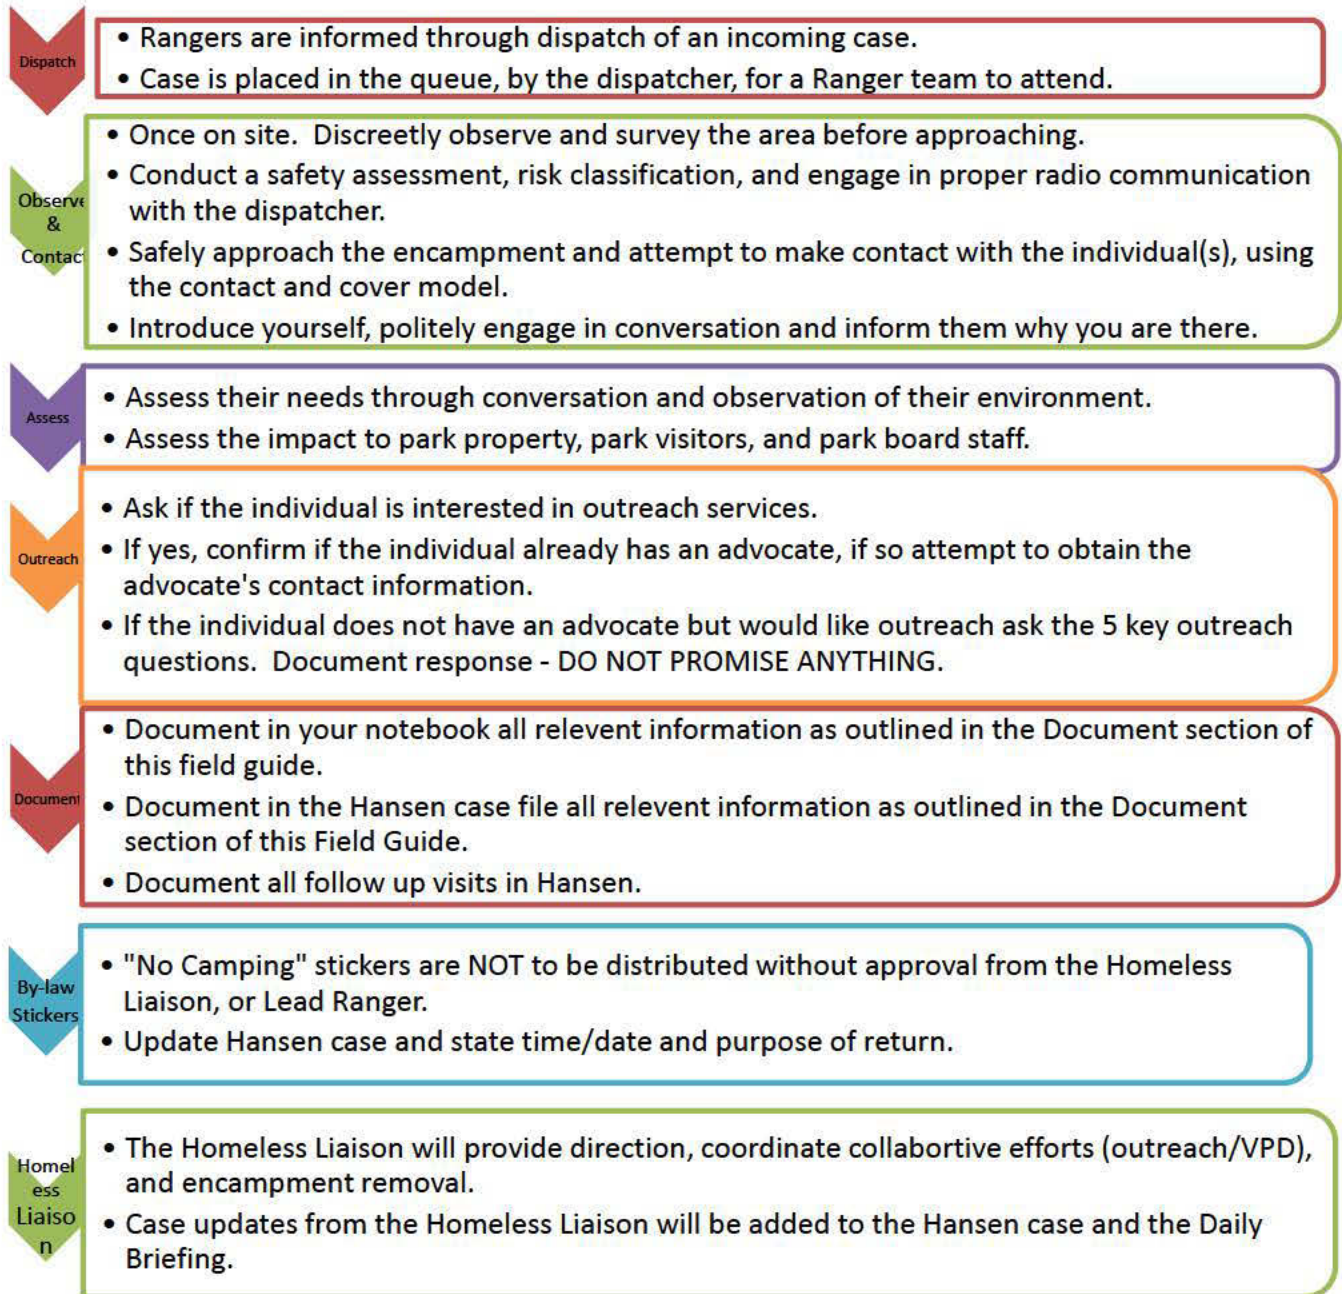 Dispatch
• Rangers are informed through dispatch of an incoming case.
• Case is placed in the queue, by the dispatcher, for a Ranger team to attend.
Observe
&
Contact
• Once on site.  Discreetly observe and survey the area before approaching.
• Conduct a safety assessment, risk classification, and engage in proper radio communication
with the dispatcher.
• Safely approach the encampment and attempt to make contact with the individual(s), using
the contact and cover model.
• Introduce yourself, politely engage in conversation and inform them why you are there.
Assess
• Assess their needs through conversation and observation of their environment.
• Assess the impact to park property, park visitors, and park board staff.
Outreach
• Ask if the individual is interested in outreach services.
• If yes, confirm if the individual already has an advocate, if so attempt to obtain the
advocate's contact information.
• If the individual does not have an advocate but would like outreach ask the 5 key outreach
questions.  Document response - DO NOT PROMISE ANYTHING.
Document
• Document in your notebook all relevent information as outlined in the Document section of
this field guide.
• Document in the Hansen case file all relevent information as outlined in the Document
section of this Field Guide.
• Document all follow up visits in Hansen.
By-law
Stickers
• "No Camping" stickers are NOT to be distributed without approval from the Homeless
Liaison, or Lead Ranger.
• Update Hansen case and state time/date and purpose of return.
Homel
ess
Liaiso
n
• The Homeless Liaison will provide direction, coordinate collabortive efforts (outreach/VPD),
and encampment removal.
• Case updates from the Homeless Liaison will be added to the Hansen case and the Daily
Briefing.